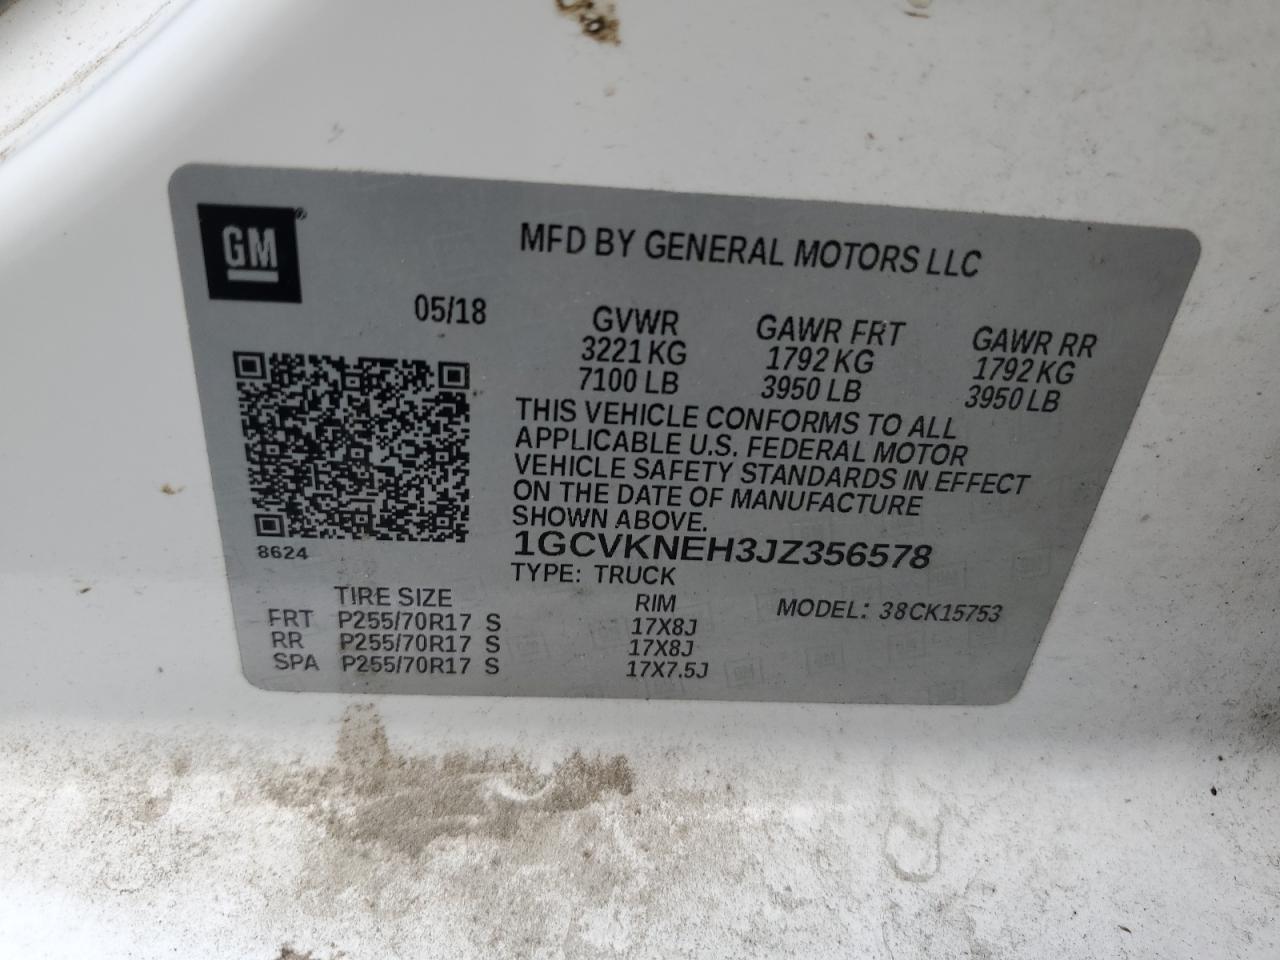 GM®
MFD BY GENERAL MOTORS LLC
05/18
GVWR GAWR FRT GAWR RR
3221 KG 1792 KG 1792 KG
7100 LB 3950 LB 3950 LB
THIS VEHICLE CONFORMS TO ALL
APPLICABLE U.S. FEDERAL MOTOR
VEHICLE SAFETY STANDARDS IN EFFECT
ON THE DATE OF MANUFACTURE
SHOWN ABOVE.
8624
1GCVKNEH3JZ356578
TYPE: TRUCK
TIRE SIZE RIM MODEL: 38CK15753
FRT P255/70R17 S 17X8J
RR P255/70R17 S 17X8J
SPA P255/70R17 S 17X7.5J